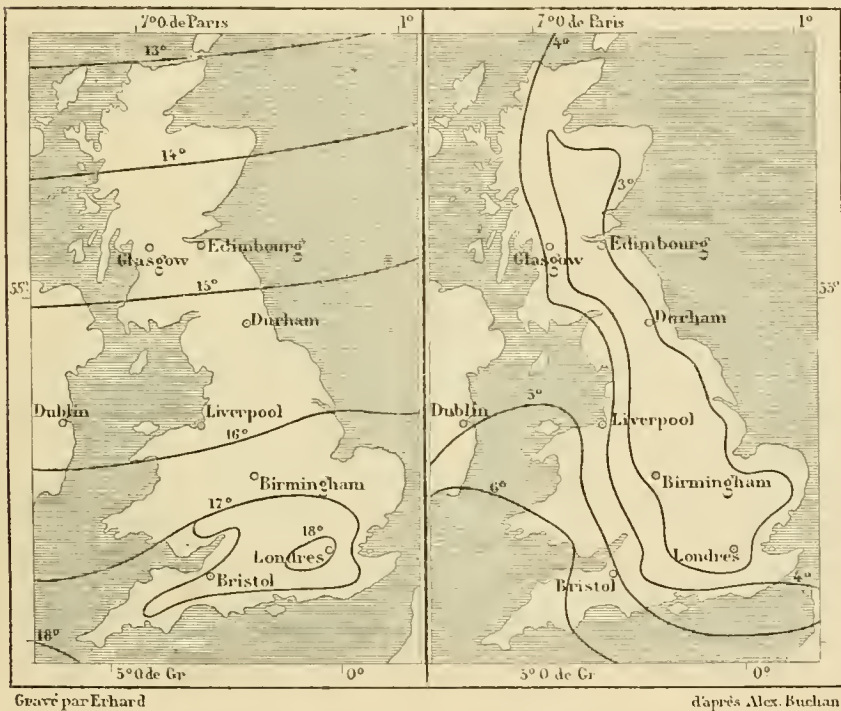 7° O de Paris 1°
13°
14°
Glasgow
Edimbourg
55°
15°
Durham
Dublin
Liverpool
16°
Birmingham
17°
18°
Londres
Bristol
18°
5° O de Gr 0°
7° O de Paris 1°
4°
3°
Edimbourg
Glasgow
55°
Durham
5°
Dublin
Liverpool
6°
Birmingham
Londres
4°
Bristol
5° O de Gr 0°
Gravé par Erhard
d'après Alex. Buchan